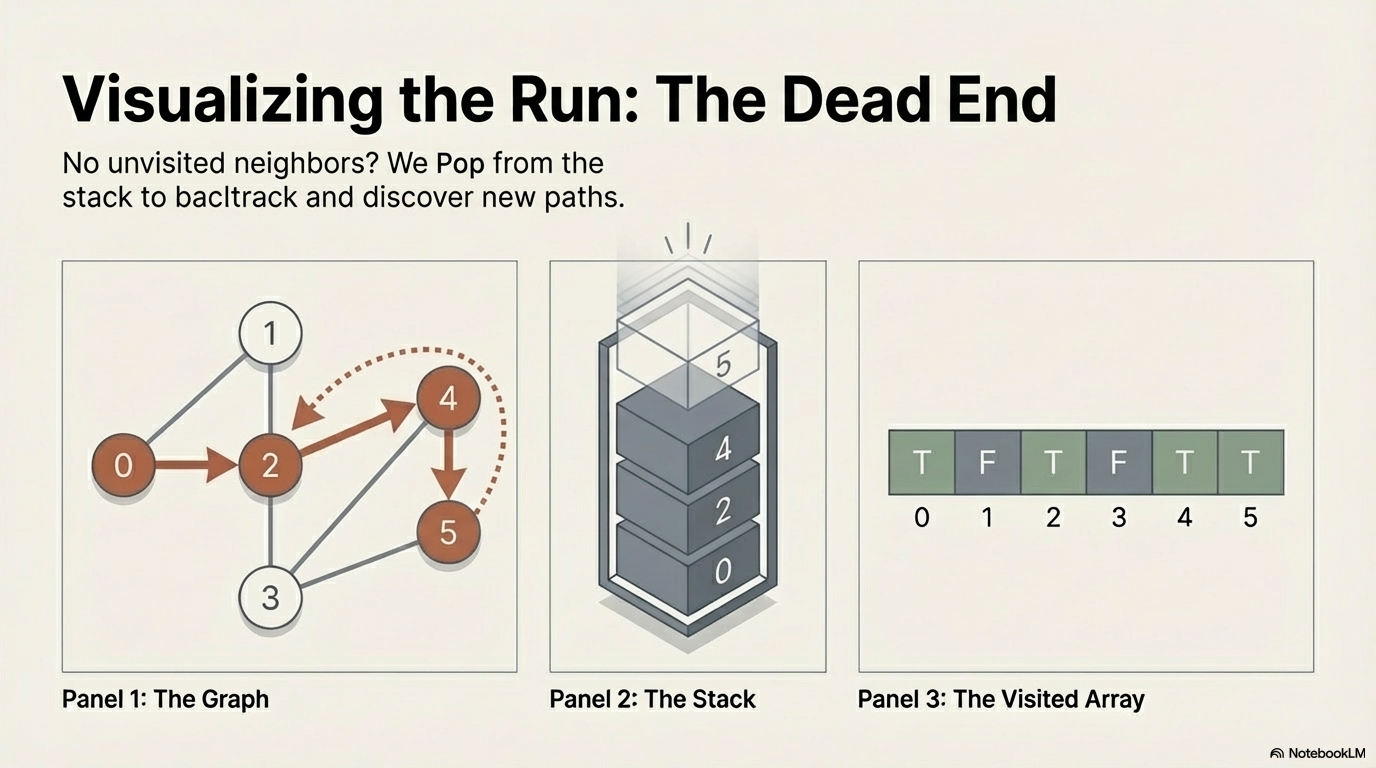 Visualizing the Run: The Dead End
No unvisited neighbors? We Pop from the
stack to bacltrack and discover new paths.
1
0
2
4
5
3
5
4
2
0
T F T F T T
0 1 2 3 4 5
Panel 1: The Graph
Panel 2: The Stack
Panel 3: The Visited Array
NotebookLM